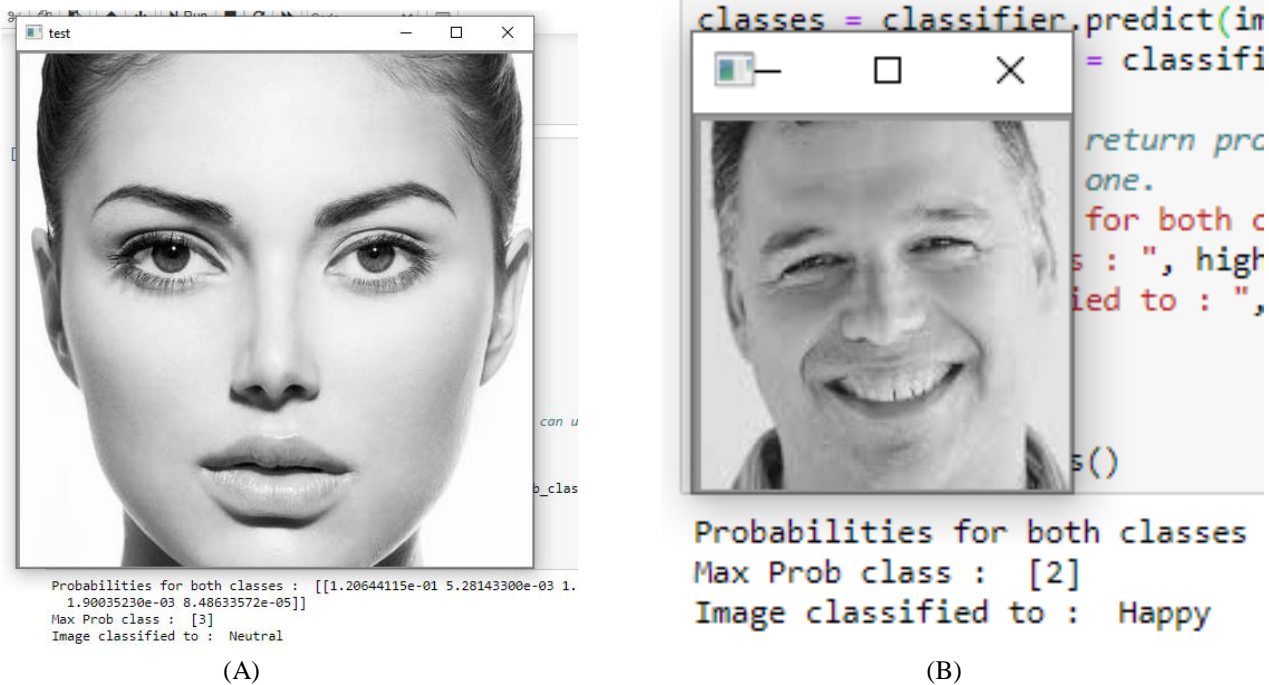 test
can u
b_clas
Probabilities for both classes :  [[1.20644115e-01 5.28143300e-03 1.
1.90035230e-03 8.48633572e-05]]
Max Prob class :  [3]
Image classified to :  Neutral
(A)
classes = classifier.predict(im
= classifi
return pro
one.
for both c
s : ", high
ied to : ",
s()
Probabilities for both classes
Max Prob class :  [2]
Image classified to :  Happy
(B)